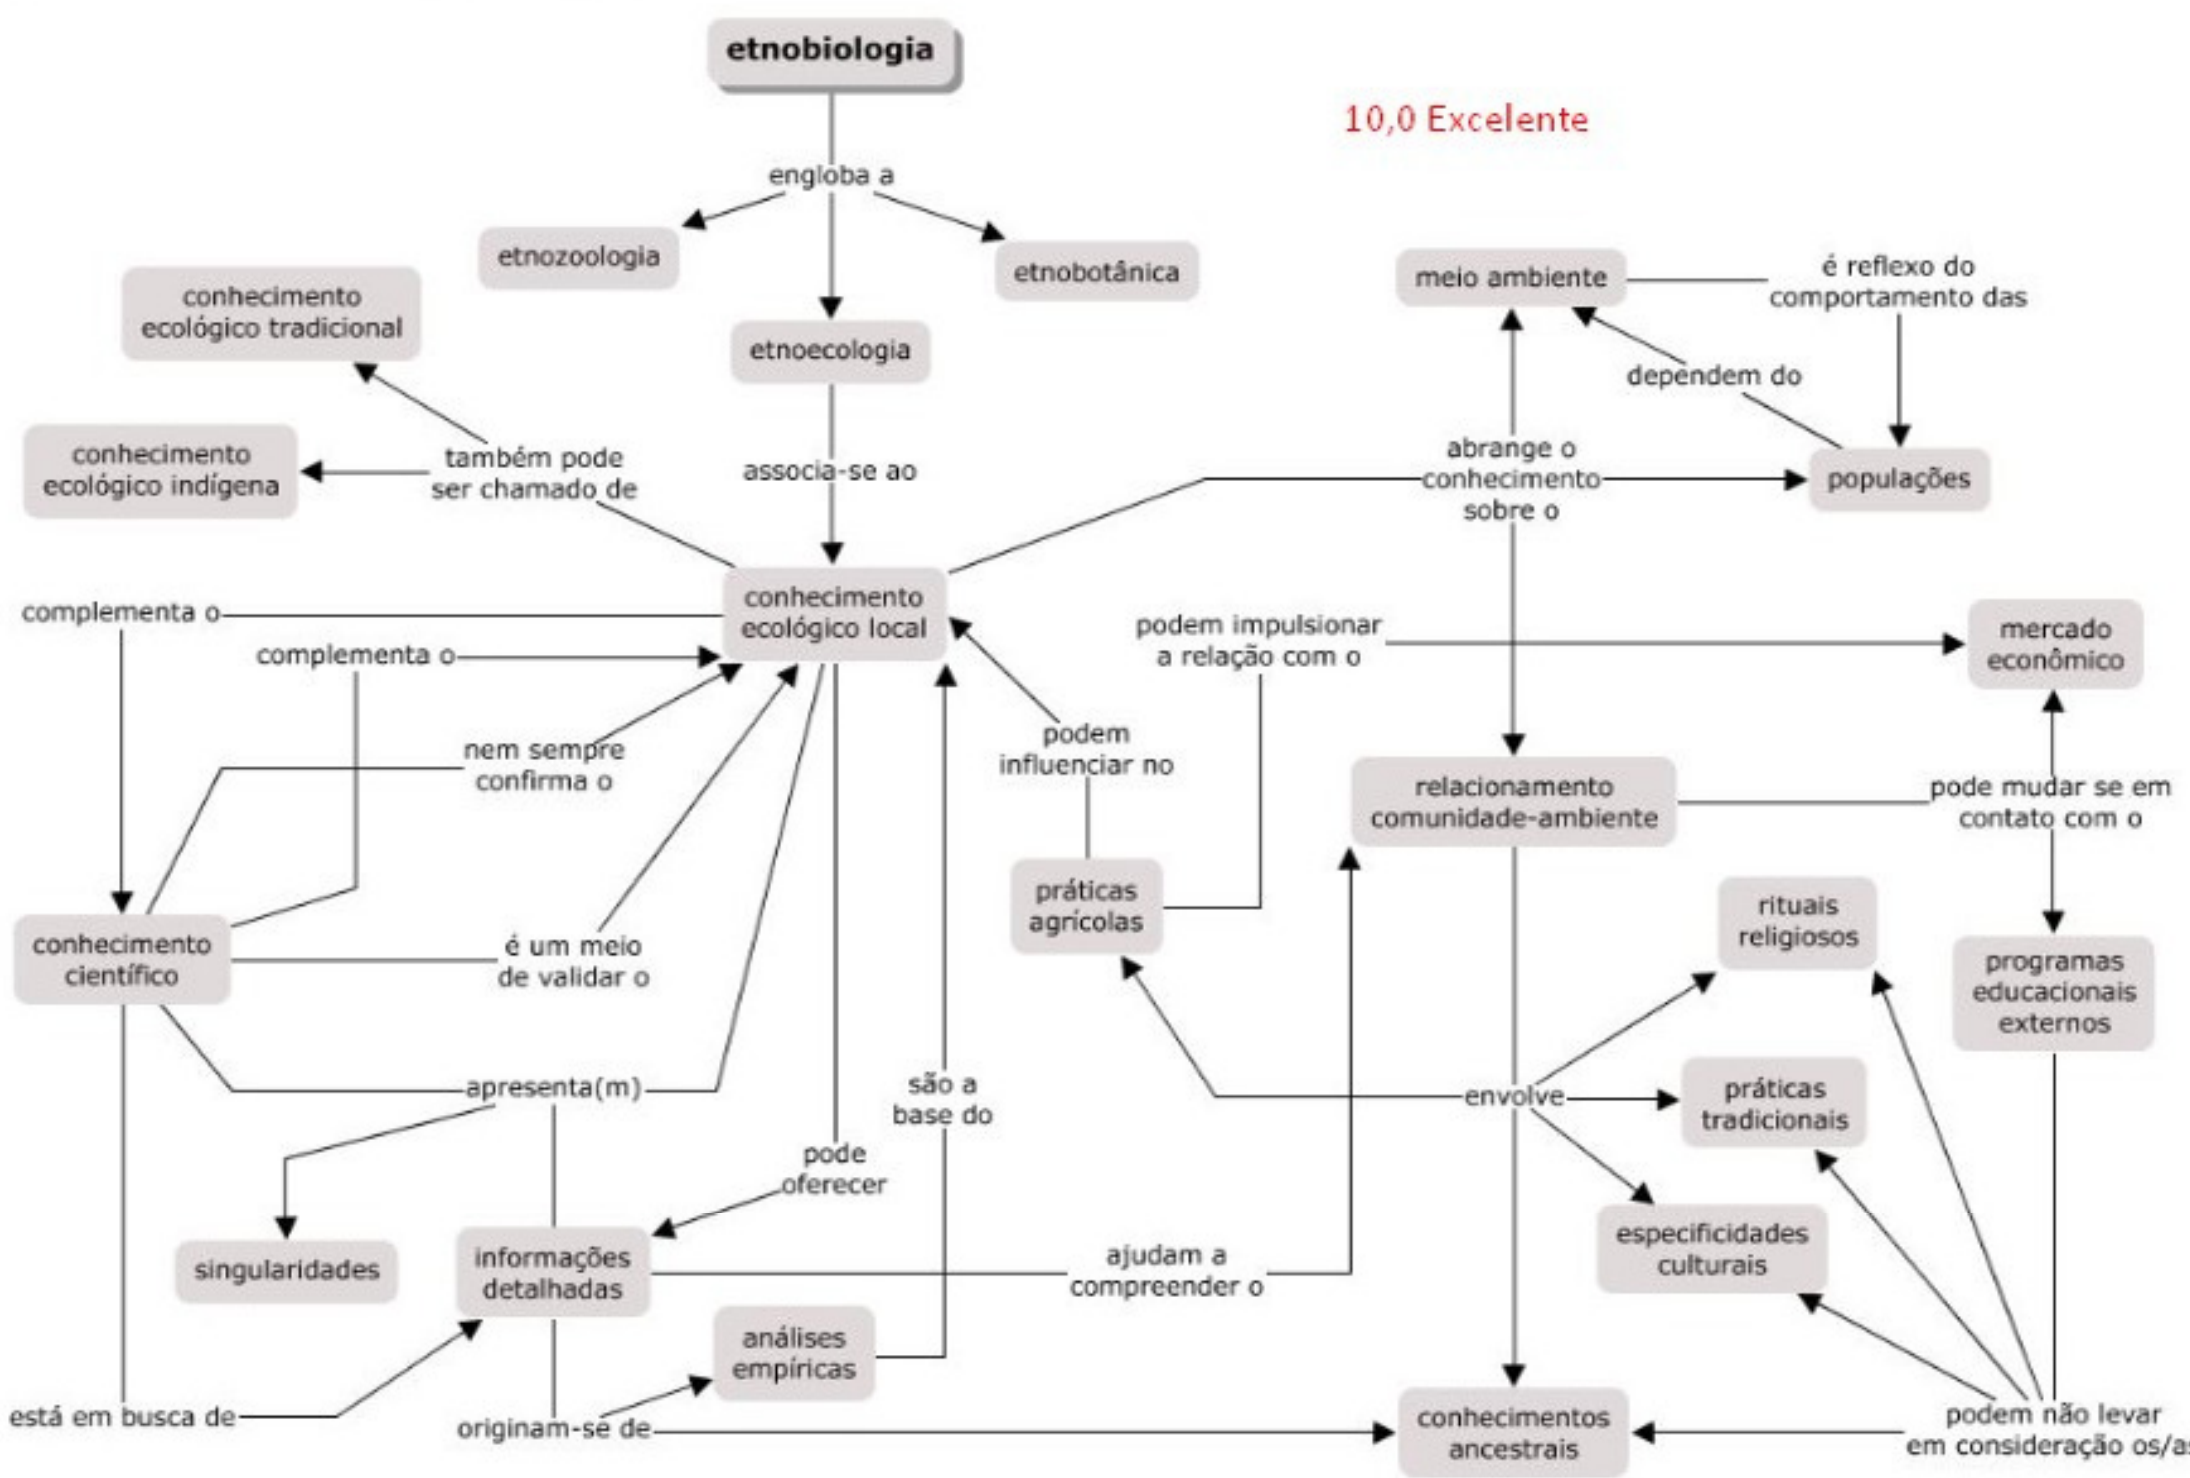 etnobiologia
10,0 Excelente
engloba a
etnozoologia
etnobotânica
etnoecologia
conhecimento
ecológico tradicional
conhecimento
ecológico indígena
também pode
ser chamado de
associa-se ao
meio ambiente
é reflexo do
comportamento das
dependem do
populações
abrange o
conhecimento
sobre o
conhecimento
ecológico local
complementa o
complementa o
nem sempre
confirma o
podem impulsionar
a relação com o
mercado
econômico
podem
influenciar no
relacionamento
comunidade-ambiente
pode mudar se em
contato com o
práticas
agrícolas
rituais
religiosos
programas
educacionais
externos
conhecimento
científico
é um meio
de validar o
apresenta(m)
são a
base do
envolve
práticas
tradicionais
pode
oferecer
especificidades
culturais
singularidades
informações
detalhadas
ajudam a
compreender o
análises
empíricas
está em busca de
originam-se de
conhecimentos
ancestrais
podem não levar
em consideração os/as